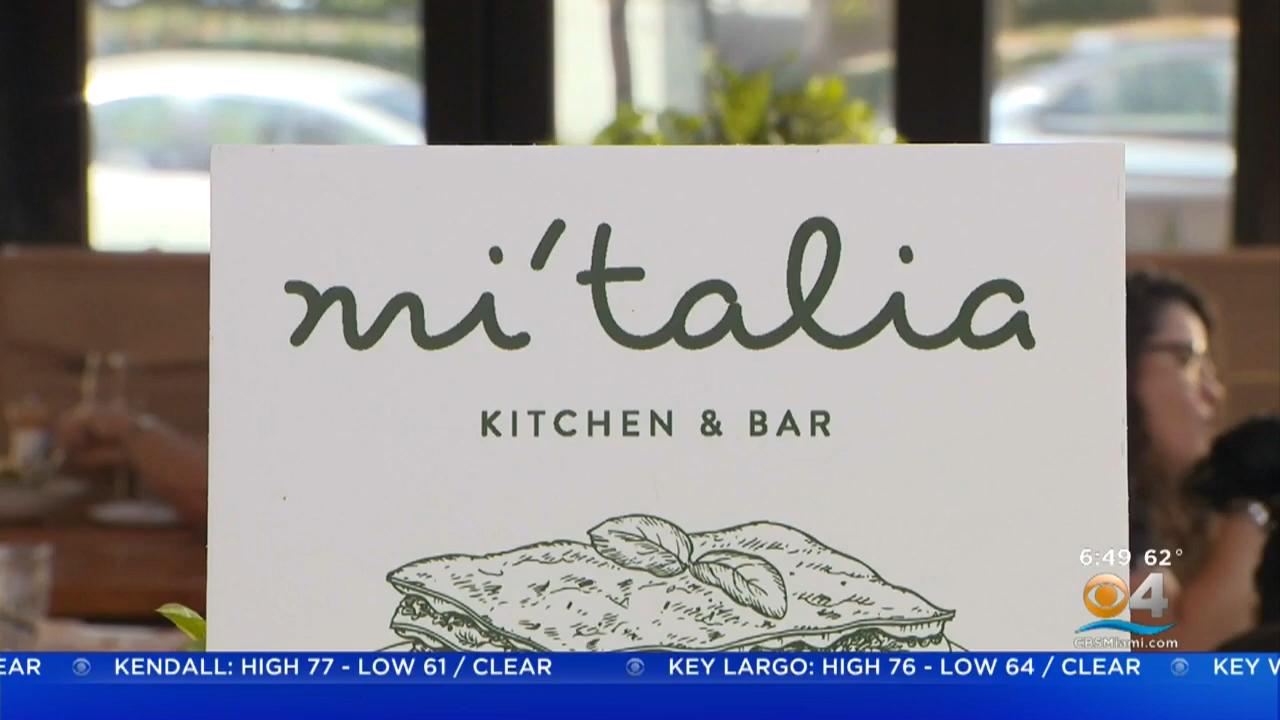 mi'talia
KITCHEN & BAR
6:49 62°
4
CBSMiami.com
EAR KENDALL: HIGH 77 - LOW 61 / CLEAR KEY LARGO: HIGH 76 - LOW 64 / CLEAR KEY W